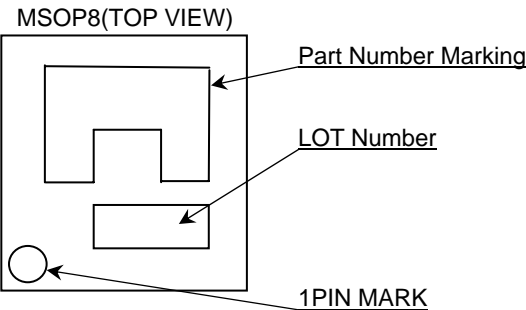 MSOP8(TOP VIEW)
Part Number Marking
LOT Number
1PIN MARK